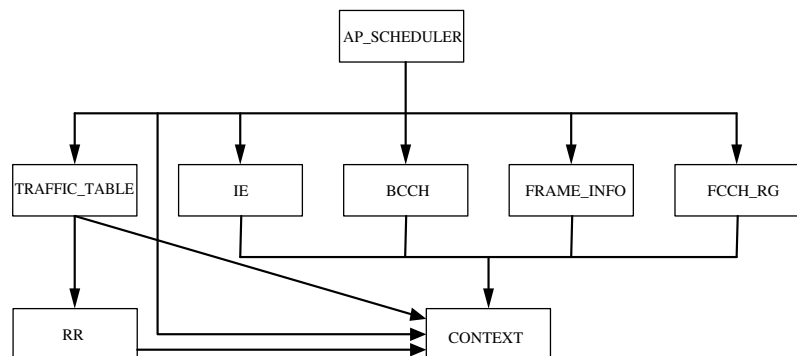 AP_SCHEDULER
TRAFFIC_TABLE
IE
BCCH
FRAME_INFO
FCCH_RG
RR
CONTEXT